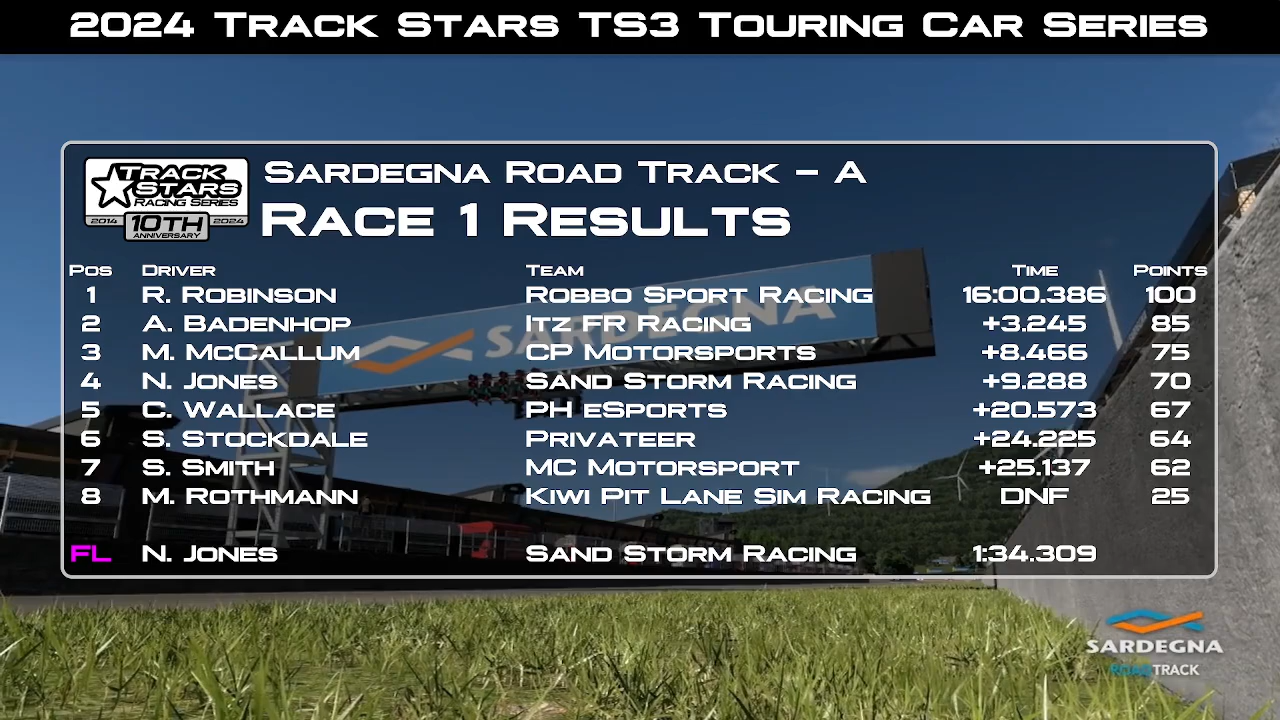 2024 Track Stars TS3 Touring Car Series
Track Stars Racing Series
2014 10th Anniversary 2024
Sardegna Road Track – A
Race 1 Results
Pos Driver Team Time Points
1 R. Robinson Robbo Sport Racing 16:00.386 100
2 A. Badenhop Itz FR Racing +3.245 85
3 M. McCallum CP Motorsports +8.466 75
4 N. Jones Sand Storm Racing +9.288 70
5 C. Wallace PH eSports +20.573 67
6 S. Stockdale Privateer +24.225 64
7 S. Smith MC Motorsport +25.137 62
8 M. Rothmann Kiwi Pit Lane Sim Racing DNF 25
FL N. Jones Sand Storm Racing 1:34.309
SARDEGNA
SARDEGNA
ROAD TRACK